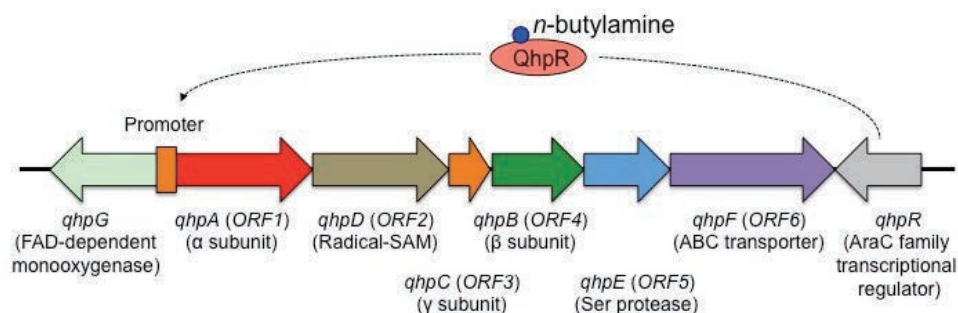 n-butylamine
QhpR
Promoter
qhpG
(FAD-dependent
monooxygenase)
qhpA (ORF1)
(α subunit)
qhpD (ORF2)
(Radical-SAM)
qhpC (ORF3)
(γ subunit)
qhpB (ORF4)
(β subunit)
qhpE (ORF5)
(Ser protease)
qhpF (ORF6)
(ABC transporter)
qhpR
(AraC family
transcriptional
regulator)